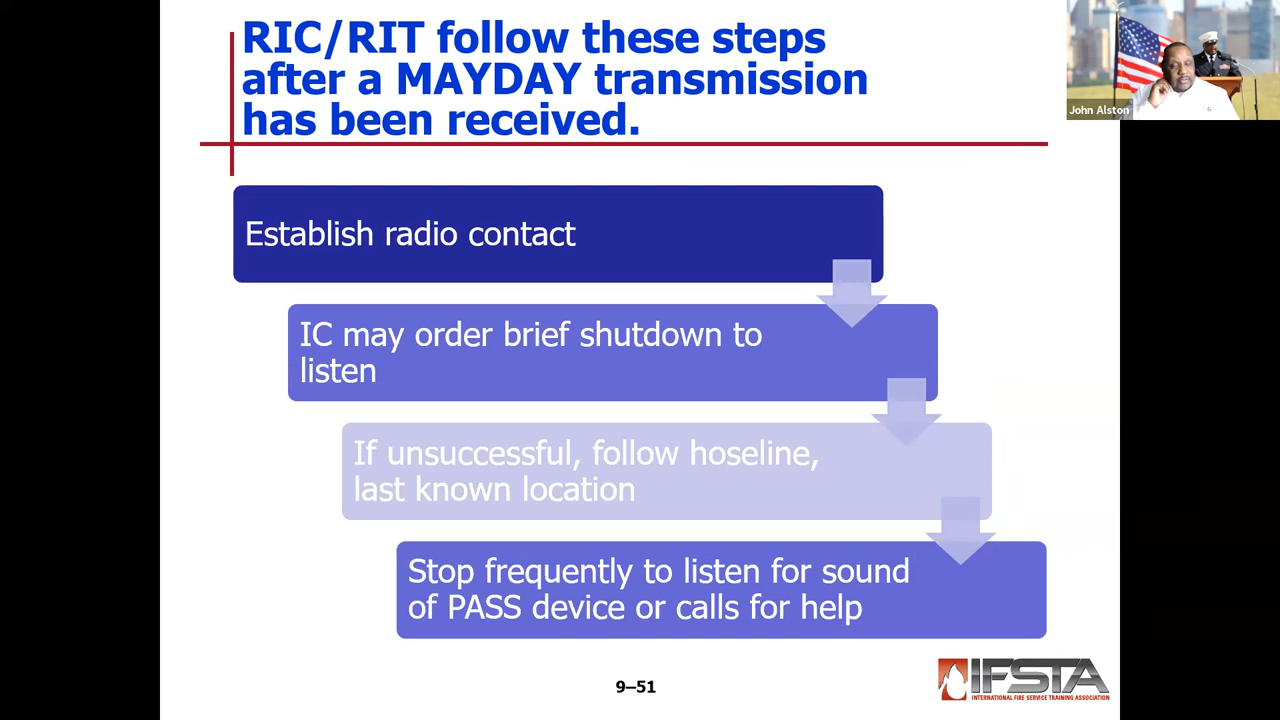 RIC/RIT follow these steps
after a MAYDAY transmission
has been received.
John Alston
Establish radio contact
IC may order brief shutdown to
listen
If unsuccessful, follow hoseline,
last known location
Stop frequently to listen for sound
of PASS device or calls for help
9–51
IFSTA
INTERNATIONAL FIRE SERVICE TRAINING ASSOCIATION